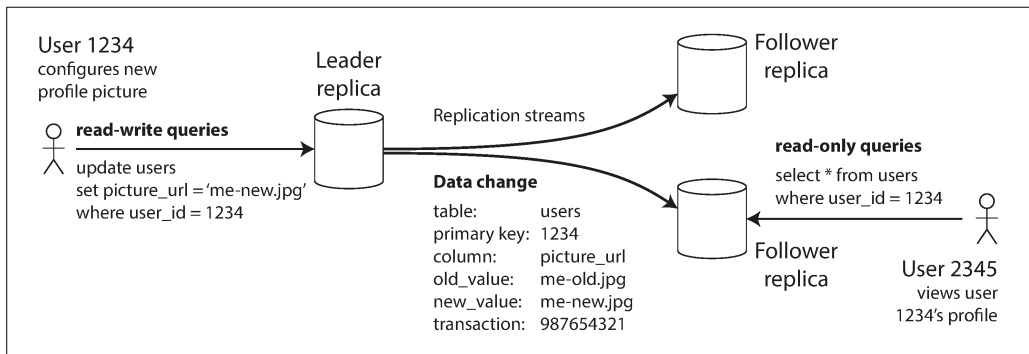 User 1234
configures new
profile picture
read-write queries
update users
set picture_url = ‘me-new.jpg’
where user_id = 1234
Leader
replica
Replication streams
Data change
table: users
primary key: 1234
column: picture_url
old_value: me-old.jpg
new_value: me-new.jpg
transaction: 987654321
Follower
replica
read-only queries
select * from users
where user_id = 1234
Follower
replica
User 2345
views user
1234’s profile